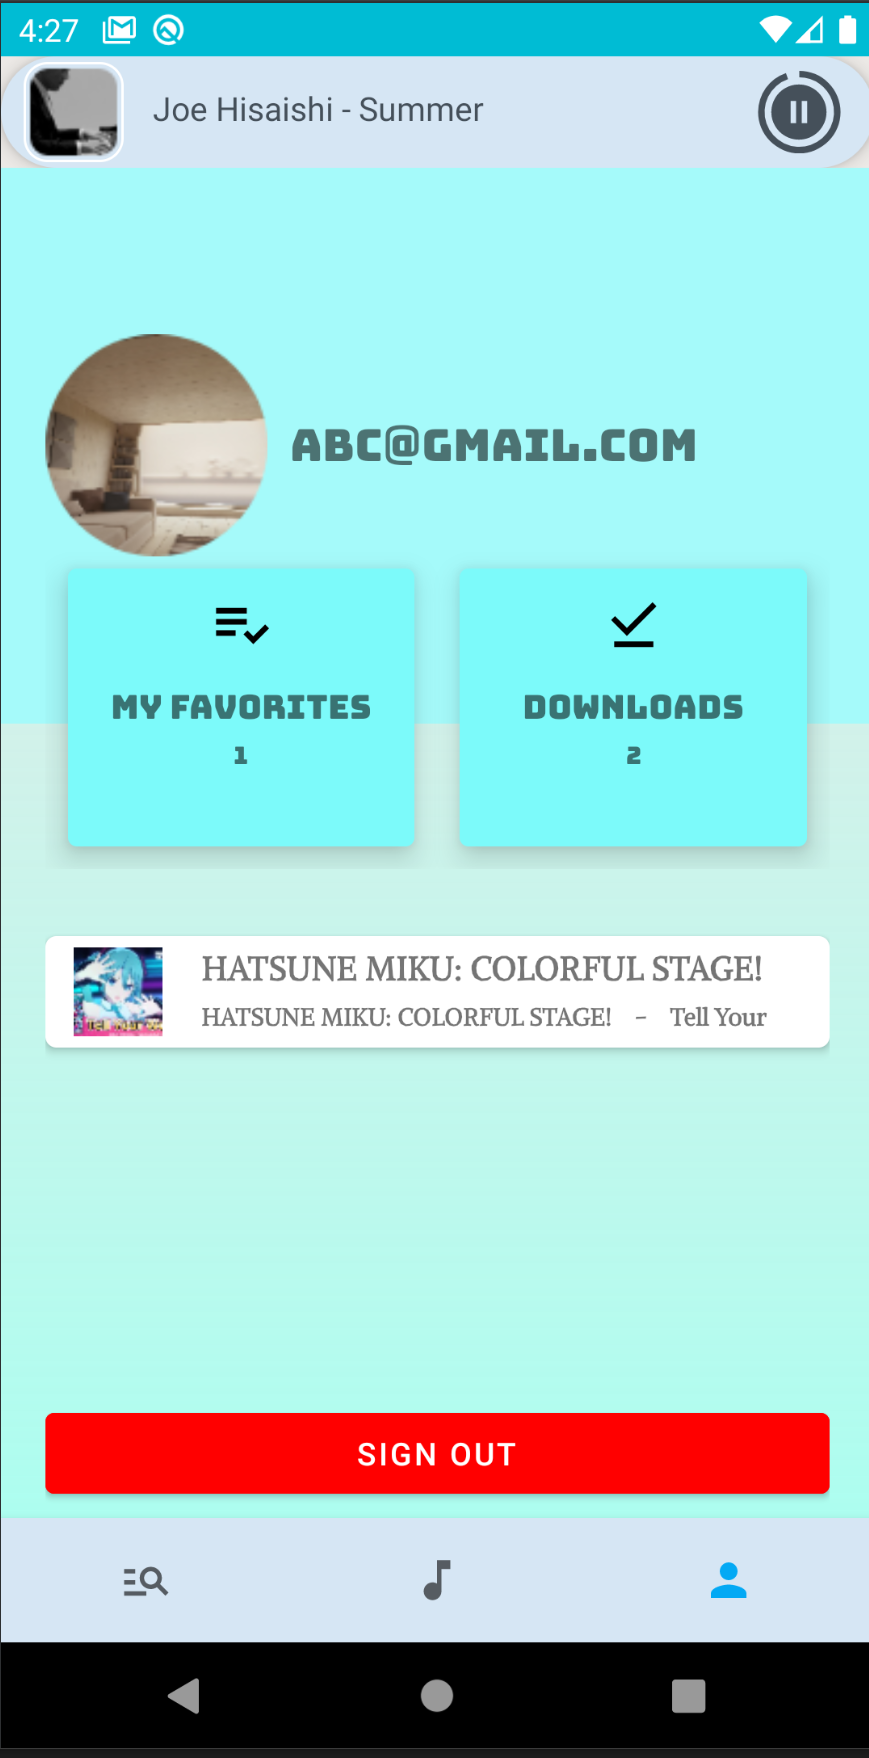 4:27
Joe Hisaishi - Summer
ABC@GMAIL.COM
MY FAVORITES
1
DOWNLOADS
2
HATSUNE MIKU: COLORFUL STAGE!
HATSUNE MIKU: COLORFUL STAGE! - Tell Your
SIGN OUT